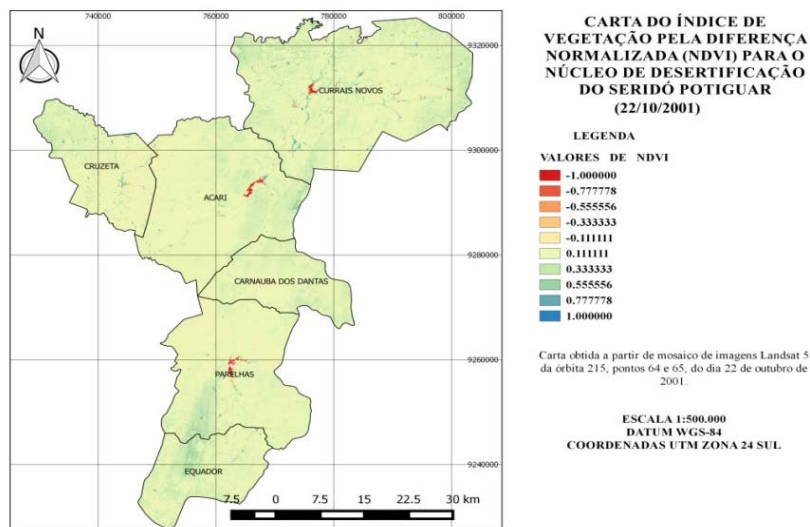 740000
760000
780000
800000
CARTA DO ÍNDICE DE
VEGETAÇÃO PELA DIFERENÇA
NORMALIZADA (NDVI) PARA O
NÚCLEO DE DESERTIFICAÇÃO
DO SERIDÓ POTIGUAR
(22/10/2001)
N
9320000
9320000
CURRAIS NOVOS
9300000
9300000
CRUZETA
ACARI
9280000
9280000
CARNAUBA DOS DANTAS
9260000
9260000
PARELHAS
9240000
9240000
EQUADOR
7.5 0 7.5 15 22.5 30 km
LEGENDA
VALORES DE NDVI
-1.000000
-0.777778
-0.555556
-0.333333
-0.111111
0.111111
0.333333
0.555556
0.777778
1.000000
Carta obtida a partir de mosaico de imagens Landsat 5
da órbita 215, pontos 64 e 65, do dia 22 de outubro de
2001.
ESCALA 1:500.000
DATUM WGS-84
COORDENADAS UTM ZONA 24 SUL